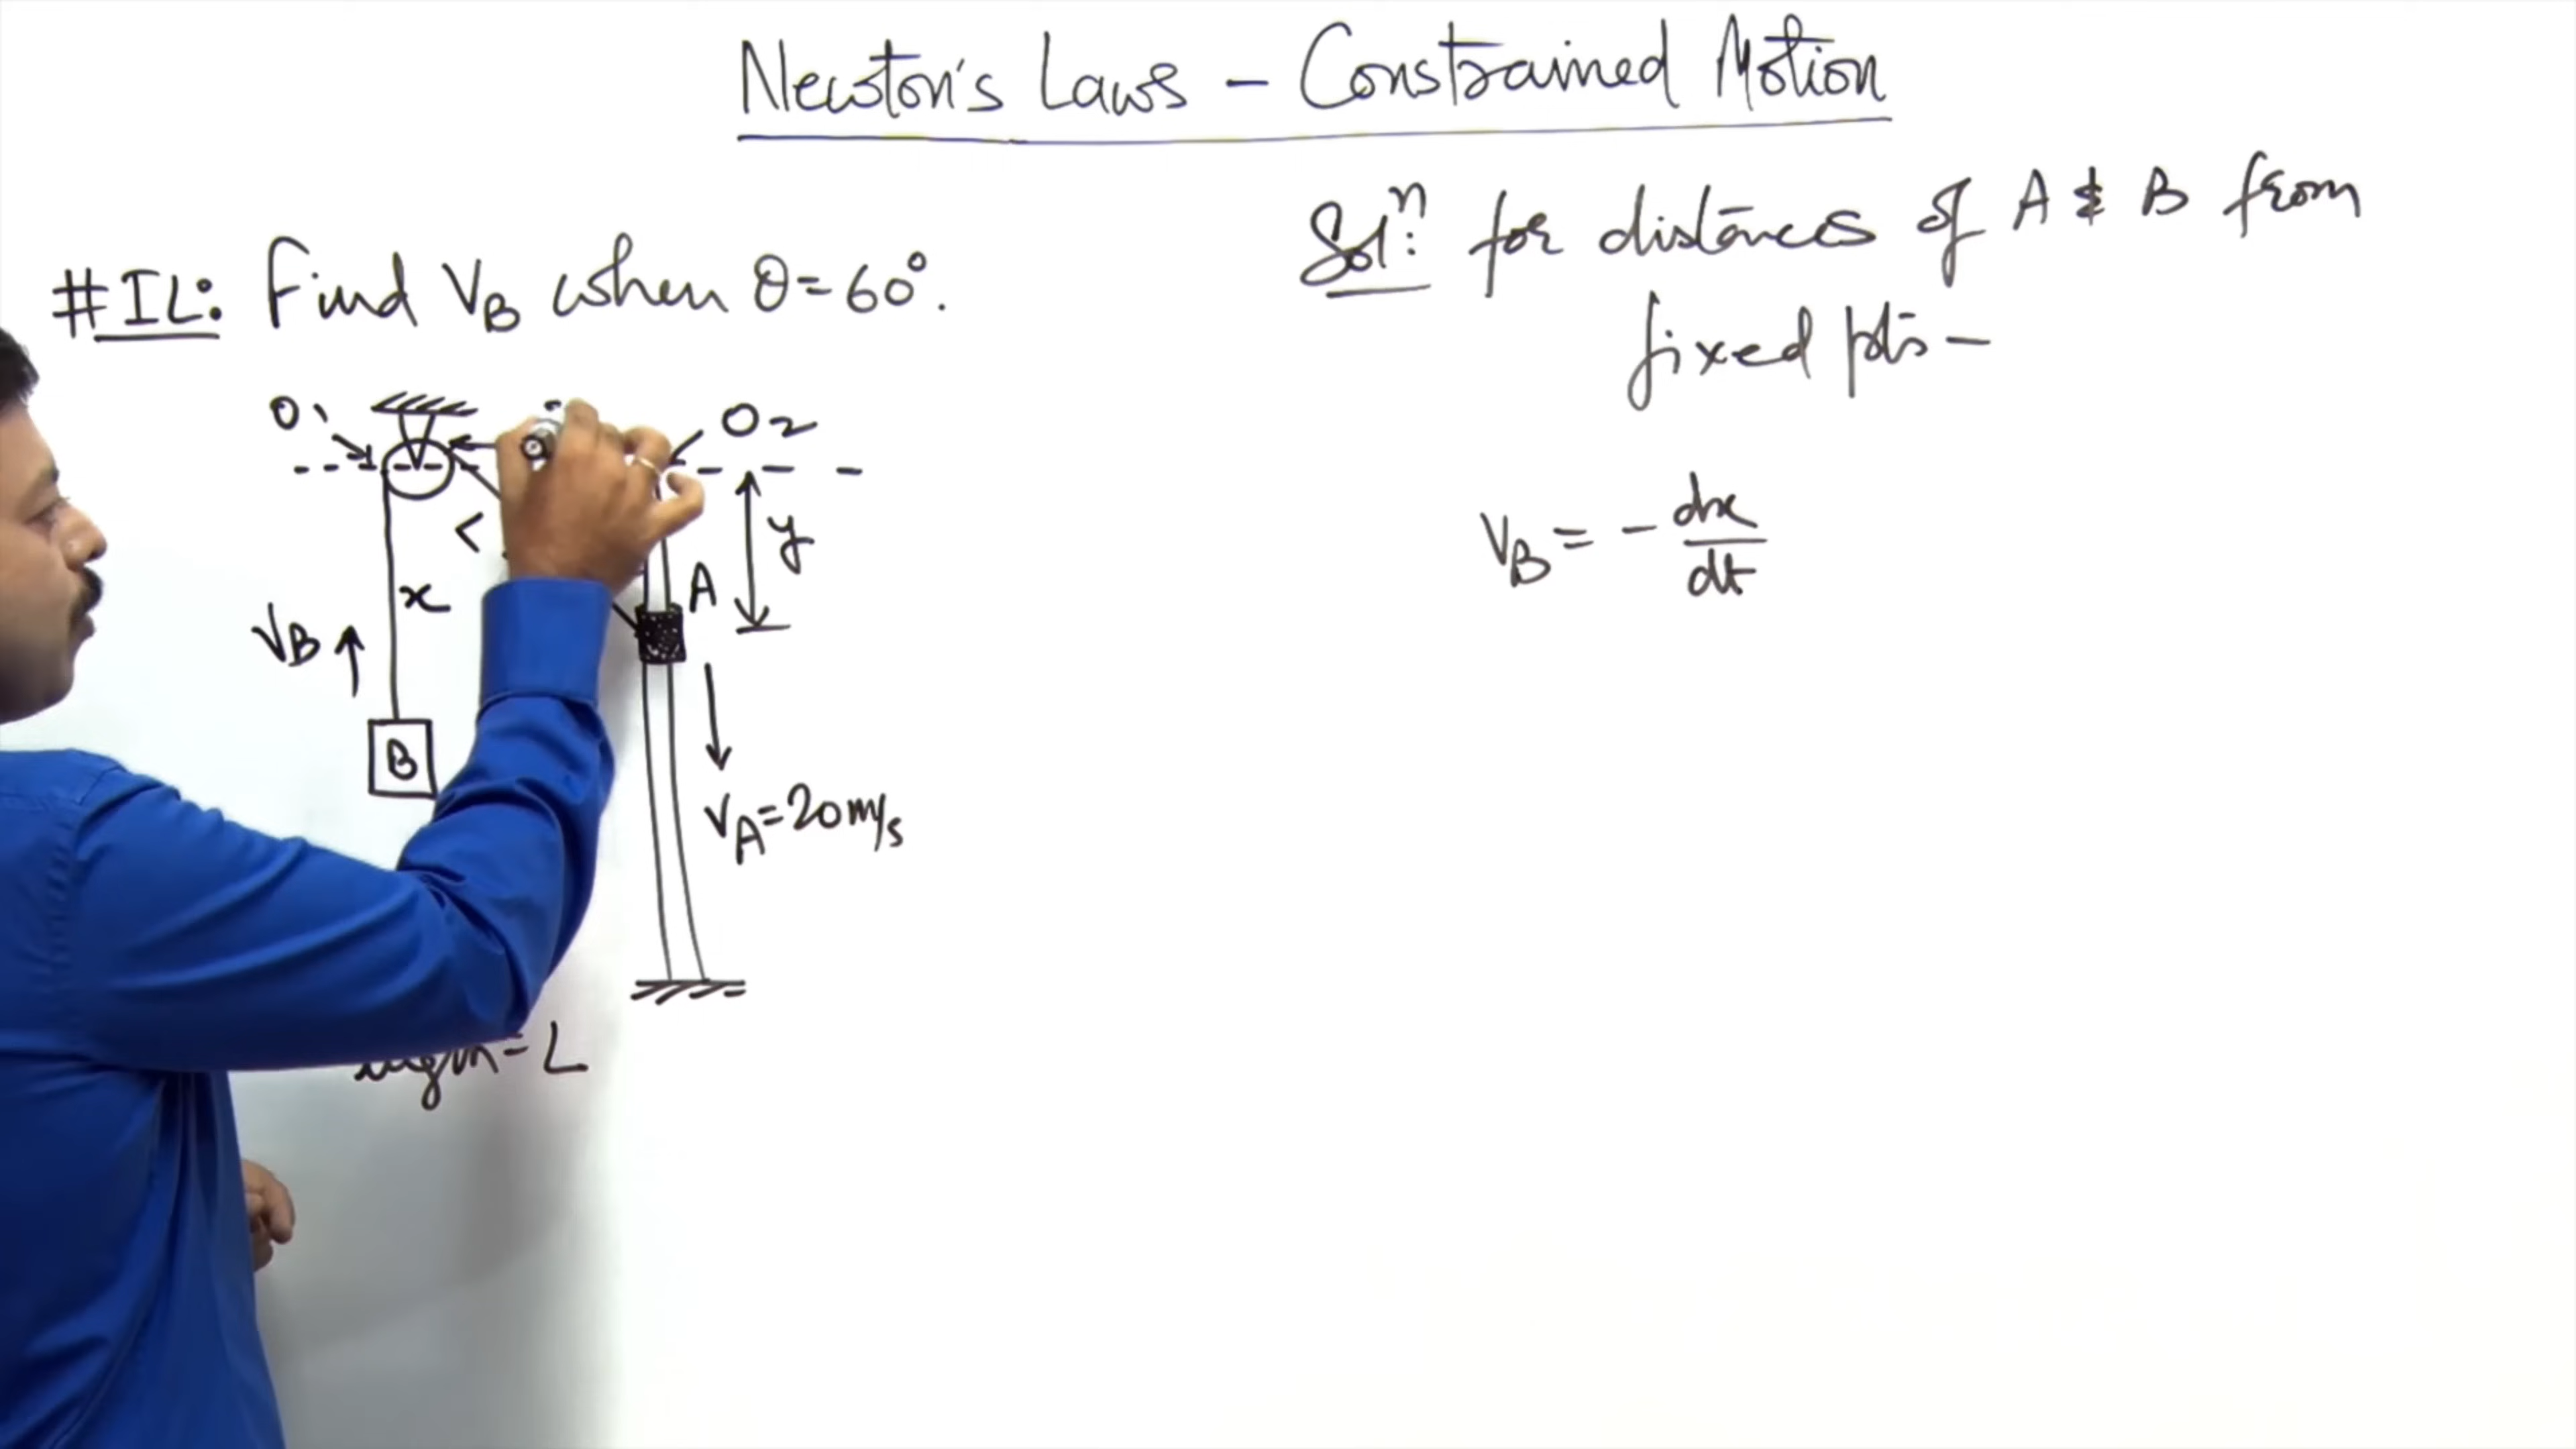 Newton's Laws - Constrained Motion
#IL: Find VB when θ=60°.
Solⁿ: for distances of A & B from
fixed pts -
VB = - dx/dt
O1
O2
y
x
A
VB
B
VA=20m/s
length=L